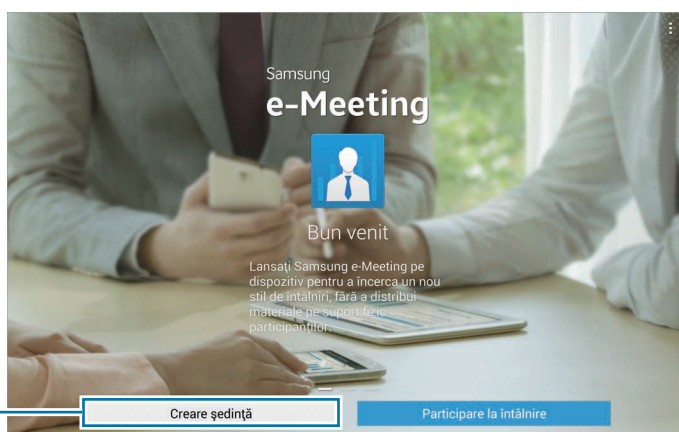 Samsung
e-Meeting
Bun venit
Lansaţi Samsung e-Meeting pe
dispozitiv pentru a încerca un nou
stil de întâlniri, fără a distribui
materiale pe suport fizic
participanţilor.
Creare şedinţă
Participare la întâlnire